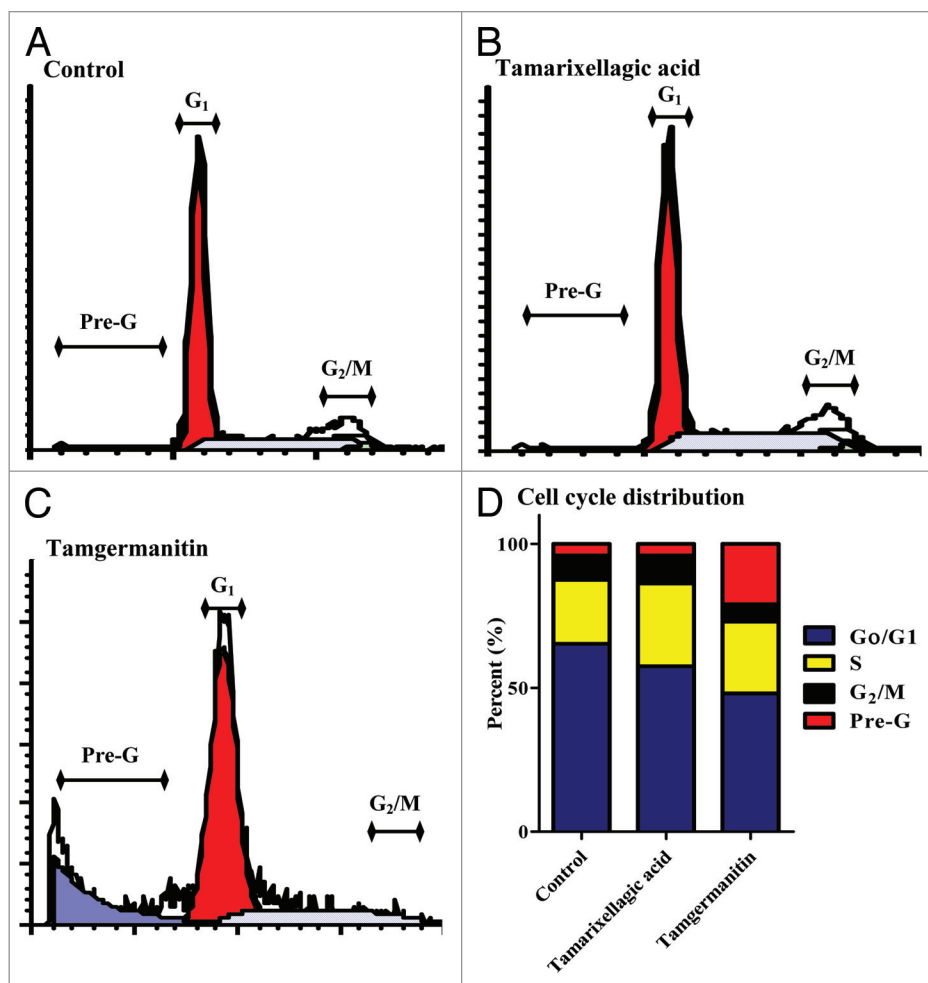 A
Control
G₁
Pre-G
G₂/M
B
Tamarixellagic acid
G₁
Pre-G
G₂/M
C
Tamgermanitin
G₁
Pre-G
G₂/M
D
Cell cycle distribution
Percent (%)
100
50
0
Control
Tamarixellagic acid
Tamgermanitin
Go/G1
S
G₂/M
Pre-G